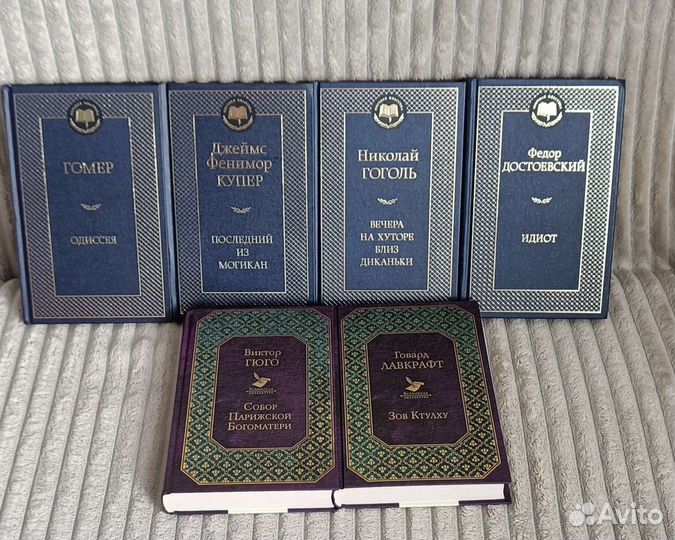 ГОМЕР
ОДИССЕЯ
Джеймс
Фенимор
КУПЕР
ПОСЛЕДНИЙ
ИЗ
МОГИКАН
Николай
ГОГОЛЬ
ВЕЧЕРА
НА ХУТОРЕ
БЛИЗ
ДИКАНЬКИ
Федор
ДОСТОЕВСКИЙ
ИДИОТ
Виктор
ГЮГО
СОБОР
ПАРИЖСКОЙ
БОГОМАТЕРИ
Говард
ЛАВКРАФТ
ЗОВ КТУЛХУ
Avito